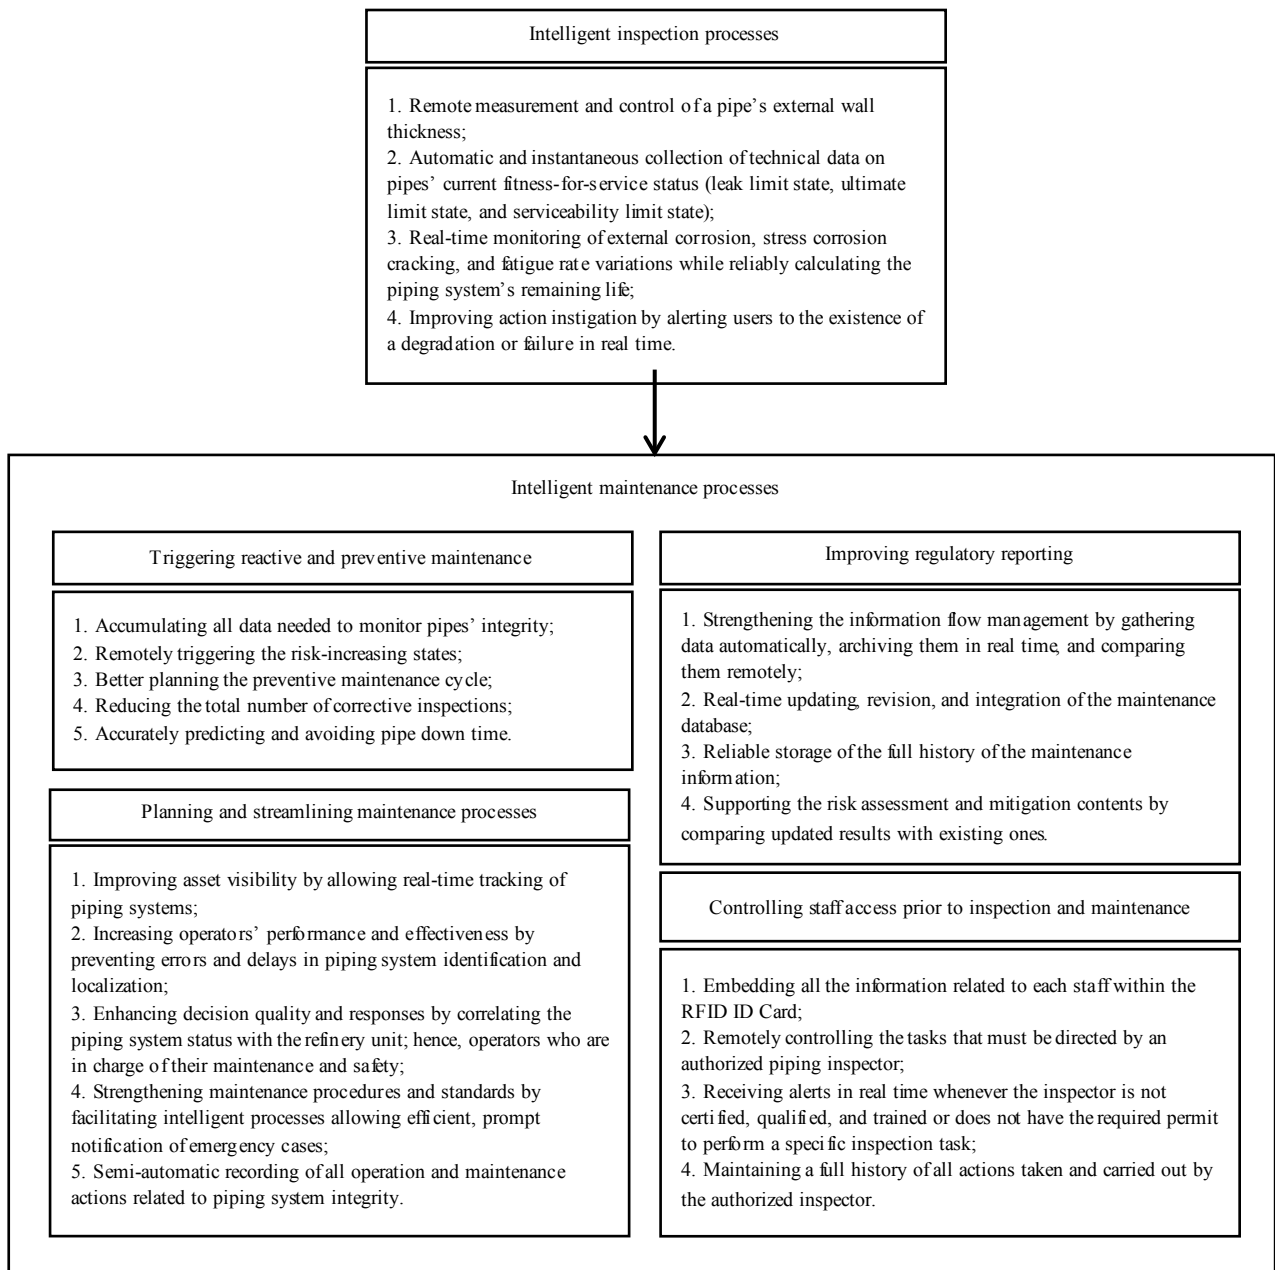 Intelligent inspection processes
1. Remote measurement and control of a pipe's external wall
thickness;
2. Automatic and instantaneous collection of technical data on
pipes' current fitness-for-service status (leak limit state, ultimate
limit state, and serviceability limit state);
3. Real-time monitoring of external corrosion, stress corrosion
cracking, and fatigue rate variations while reliably calculating the
piping system's remaining life;
4. Improving action instigation by alerting users to the existence of
a degradation or failure in real time.
Intelligent maintenance processes
Triggering reactive and preventive maintenance
1. Accumulating all data needed to monitor pipes' integrity;
2. Remotely triggering the risk-increasing states;
3. Better planning the preventive maintenance cycle;
4. Reducing the total number of corrective inspections;
5. Accurately predicting and avoiding pipe down time.
Planning and streamlining maintenance processes
1. Improving asset visibility by allowing real-time tracking of
piping systems;
2. Increasing operators' performance and effectiveness by
preventing errors and delays in piping system identification and
localization;
3. Enhancing decision quality and responses by correlating the
piping system status with the refinery unit; hence, operators who are
in charge of their maintenance and safety;
4. Strengthening maintenance procedures and standards by
facilitating intelligent processes allowing efficient, prompt
notification of emergency cases;
5. Semi-automatic recording of all operation and maintenance
actions related to piping system integrity.
Improving regulatory reporting
1. Strengthening the information flow management by gathering
data automatically, archiving them in real time, and comparing
them remotely;
2. Real-time updating, revision, and integration of the maintenance
database;
3. Reliable storage of the full history of the maintenance
information;
4. Supporting the risk assessment and mitigation contents by
comparing updated results with existing ones.
Controlling staff access prior to inspection and maintenance
1. Embedding all the information related to each staff within the
RFID ID Card;
2. Remotely controlling the tasks that must be directed by an
authorized piping inspector;
3. Receiving alerts in real time whenever the inspector is not
certified, qualified, and trained or does not have the required permit
to perform a specific inspection task;
4. Maintaining a full history of all actions taken and carried out by
the authorized inspector.